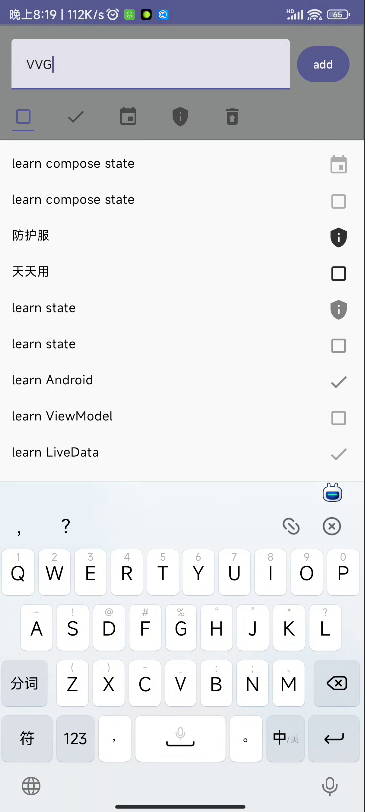 晚上8:19 | 112K/s HD 65
VVG add
learn compose state
learn compose state
防护服
天天用
learn state
learn state
learn Android
learn ViewModel
learn LiveData
, ?
1 2 3 4 5 6 7 8 9 0
Q W E R T Y U I O P
~ ! @ # % " ' * ?
A S D F G H J K L
( ) - : ; 、
分词 Z X C V B N M
符 123 , 。 中/英